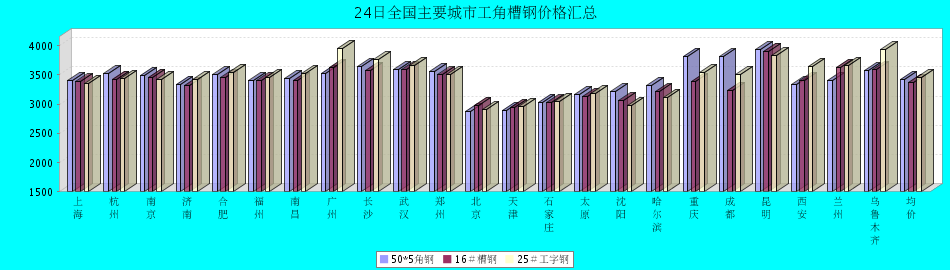 24日全国主要城市工角槽钢价格汇总
4000
3500
3000
2500
2000
1500
上海
杭州
南京
济南
合肥
福州
南昌
广州
长沙
武汉
郑州
北京
天津
石家庄
太原
沈阳
哈尔滨
重庆
成都
昆明
西安
兰州
乌鲁木齐
均价
50*5角钢
16#槽钢
25#工字钢